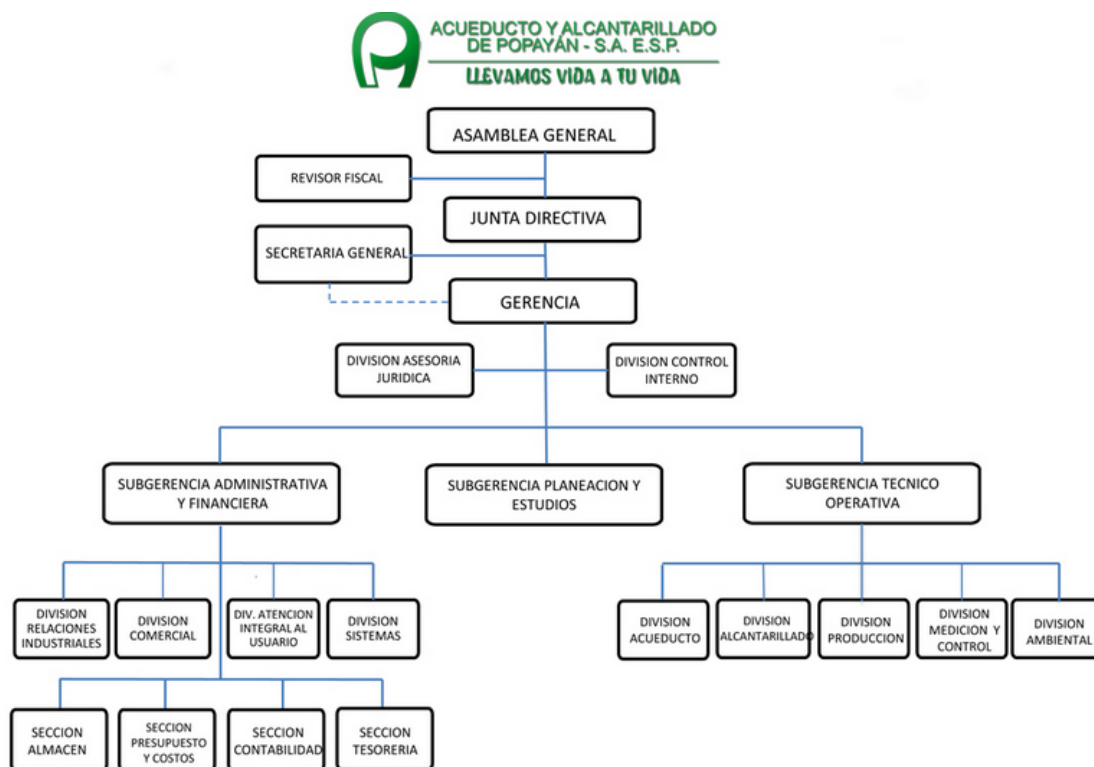 ACUEDUCTO Y ALCANTARILLADO
DE POPAYÁN - S.A. E.S.P.
LLEVAMOS VIDA A TU VIDA
ASAMBLEA GENERAL
REVISOR FISCAL
JUNTA DIRECTIVA
SECRETARIA GENERAL
GERENCIA
DIVISION ASESORIA
JURIDICA
DIVISION CONTROL
INTERNO
SUBGERENCIA ADMINISTRATIVA
Y FINANCIERA
SUBGERENCIA PLANEACION Y
ESTUDIOS
SUBGERENCIA TECNICO
OPERATIVA
DIVISION
RELACIONES
INDUSTRIALES
DIVISION
COMERCIAL
DIV. ATENCION
INTEGRAL AL
USUARIO
DIVISION
SISTEMAS
DIVISION
ACUEDUCTO
DIVISION
ALCANTARILLADO
DIVISION
PRODUCCION
DIVISION
MEDICION Y
CONTROL
DIVISION
AMBIENTAL
SECCION
ALMACEN
SECCION
PRESUPUESTO
Y COSTOS
SECCION
CONTABILIDAD
SECCION
TESORERIA